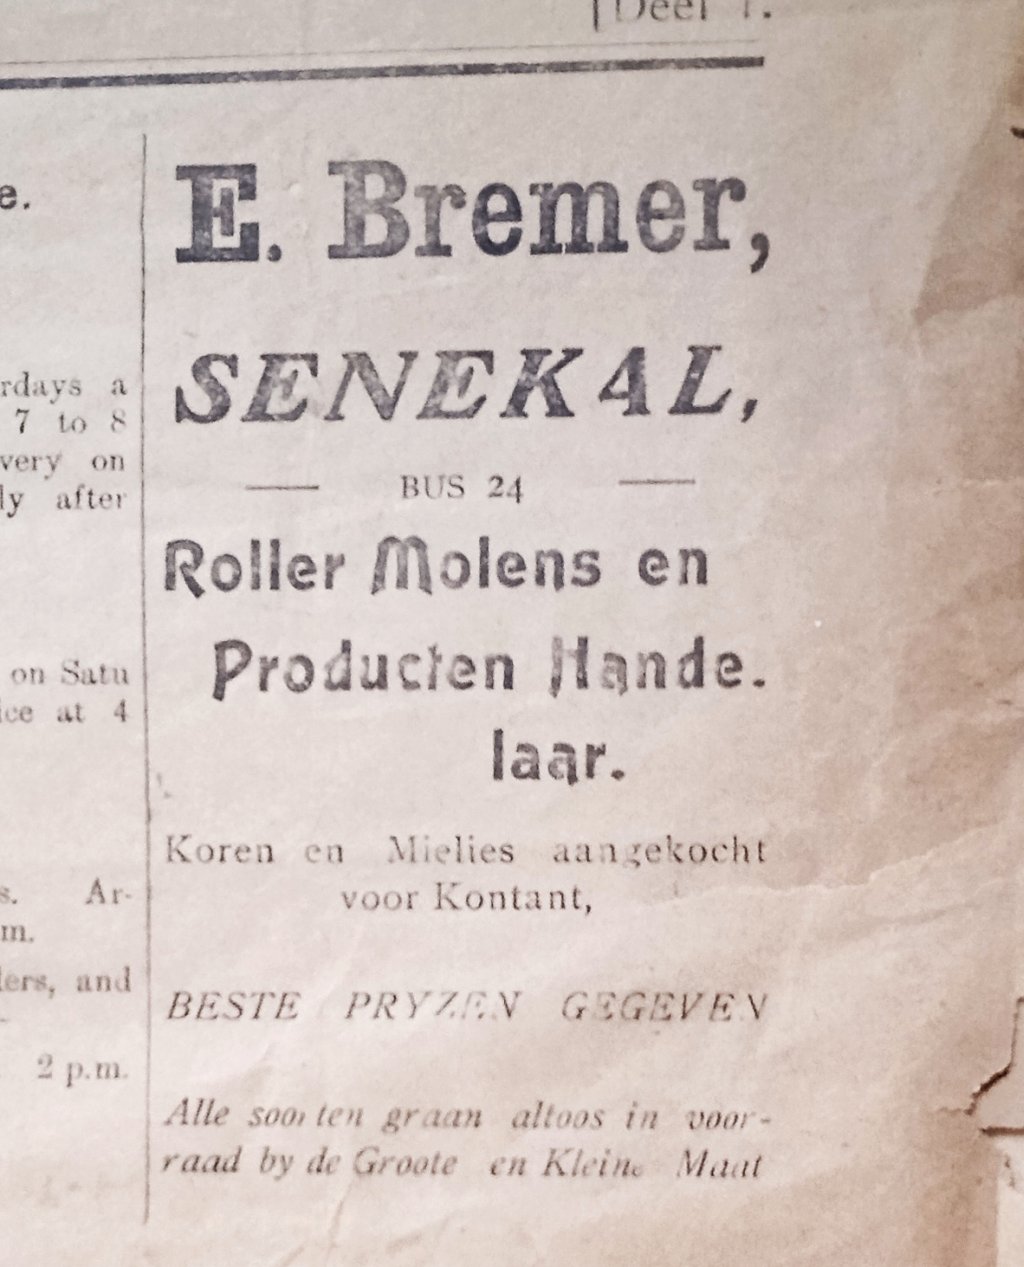 [Deel 1.
e.
rdays a
7 to 8
very on
ly after
on Satu
ice at 4
s. Ar-
m.
lers, and
2 p.m.
E. Bremer,
SENEKAL,
— BUS 24 —
Roller Molens en
Producten Hande.
laar.
Koren en Mielies aangekocht
voor Kontant,
BESTE PRYZEN GEGEVEN
Alle soorten graan altoos in voor-
raad by de Groote en Kleine Maat